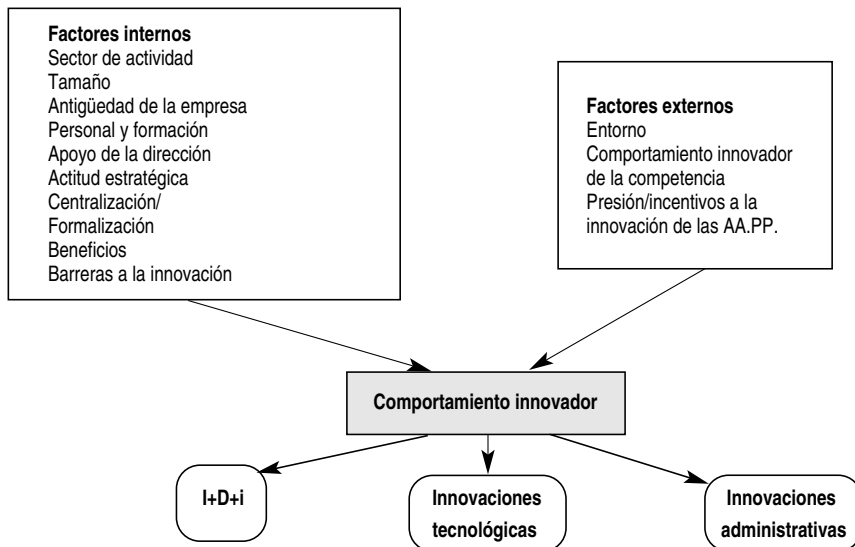 Factores internos
Sector de actividad
Tamaño
Antigüedad de la empresa
Personal y formación
Apoyo de la dirección
Actitud estratégica
Centralización/
Formalización
Beneficios
Barreras a la innovación
Factores externos
Entorno
Comportamiento innovador
de la competencia
Presión/incentivos a la
innovación de las AA.PP.
Comportamiento innovador
I+D+i
Innovaciones
tecnológicas
Innovaciones
administrativas